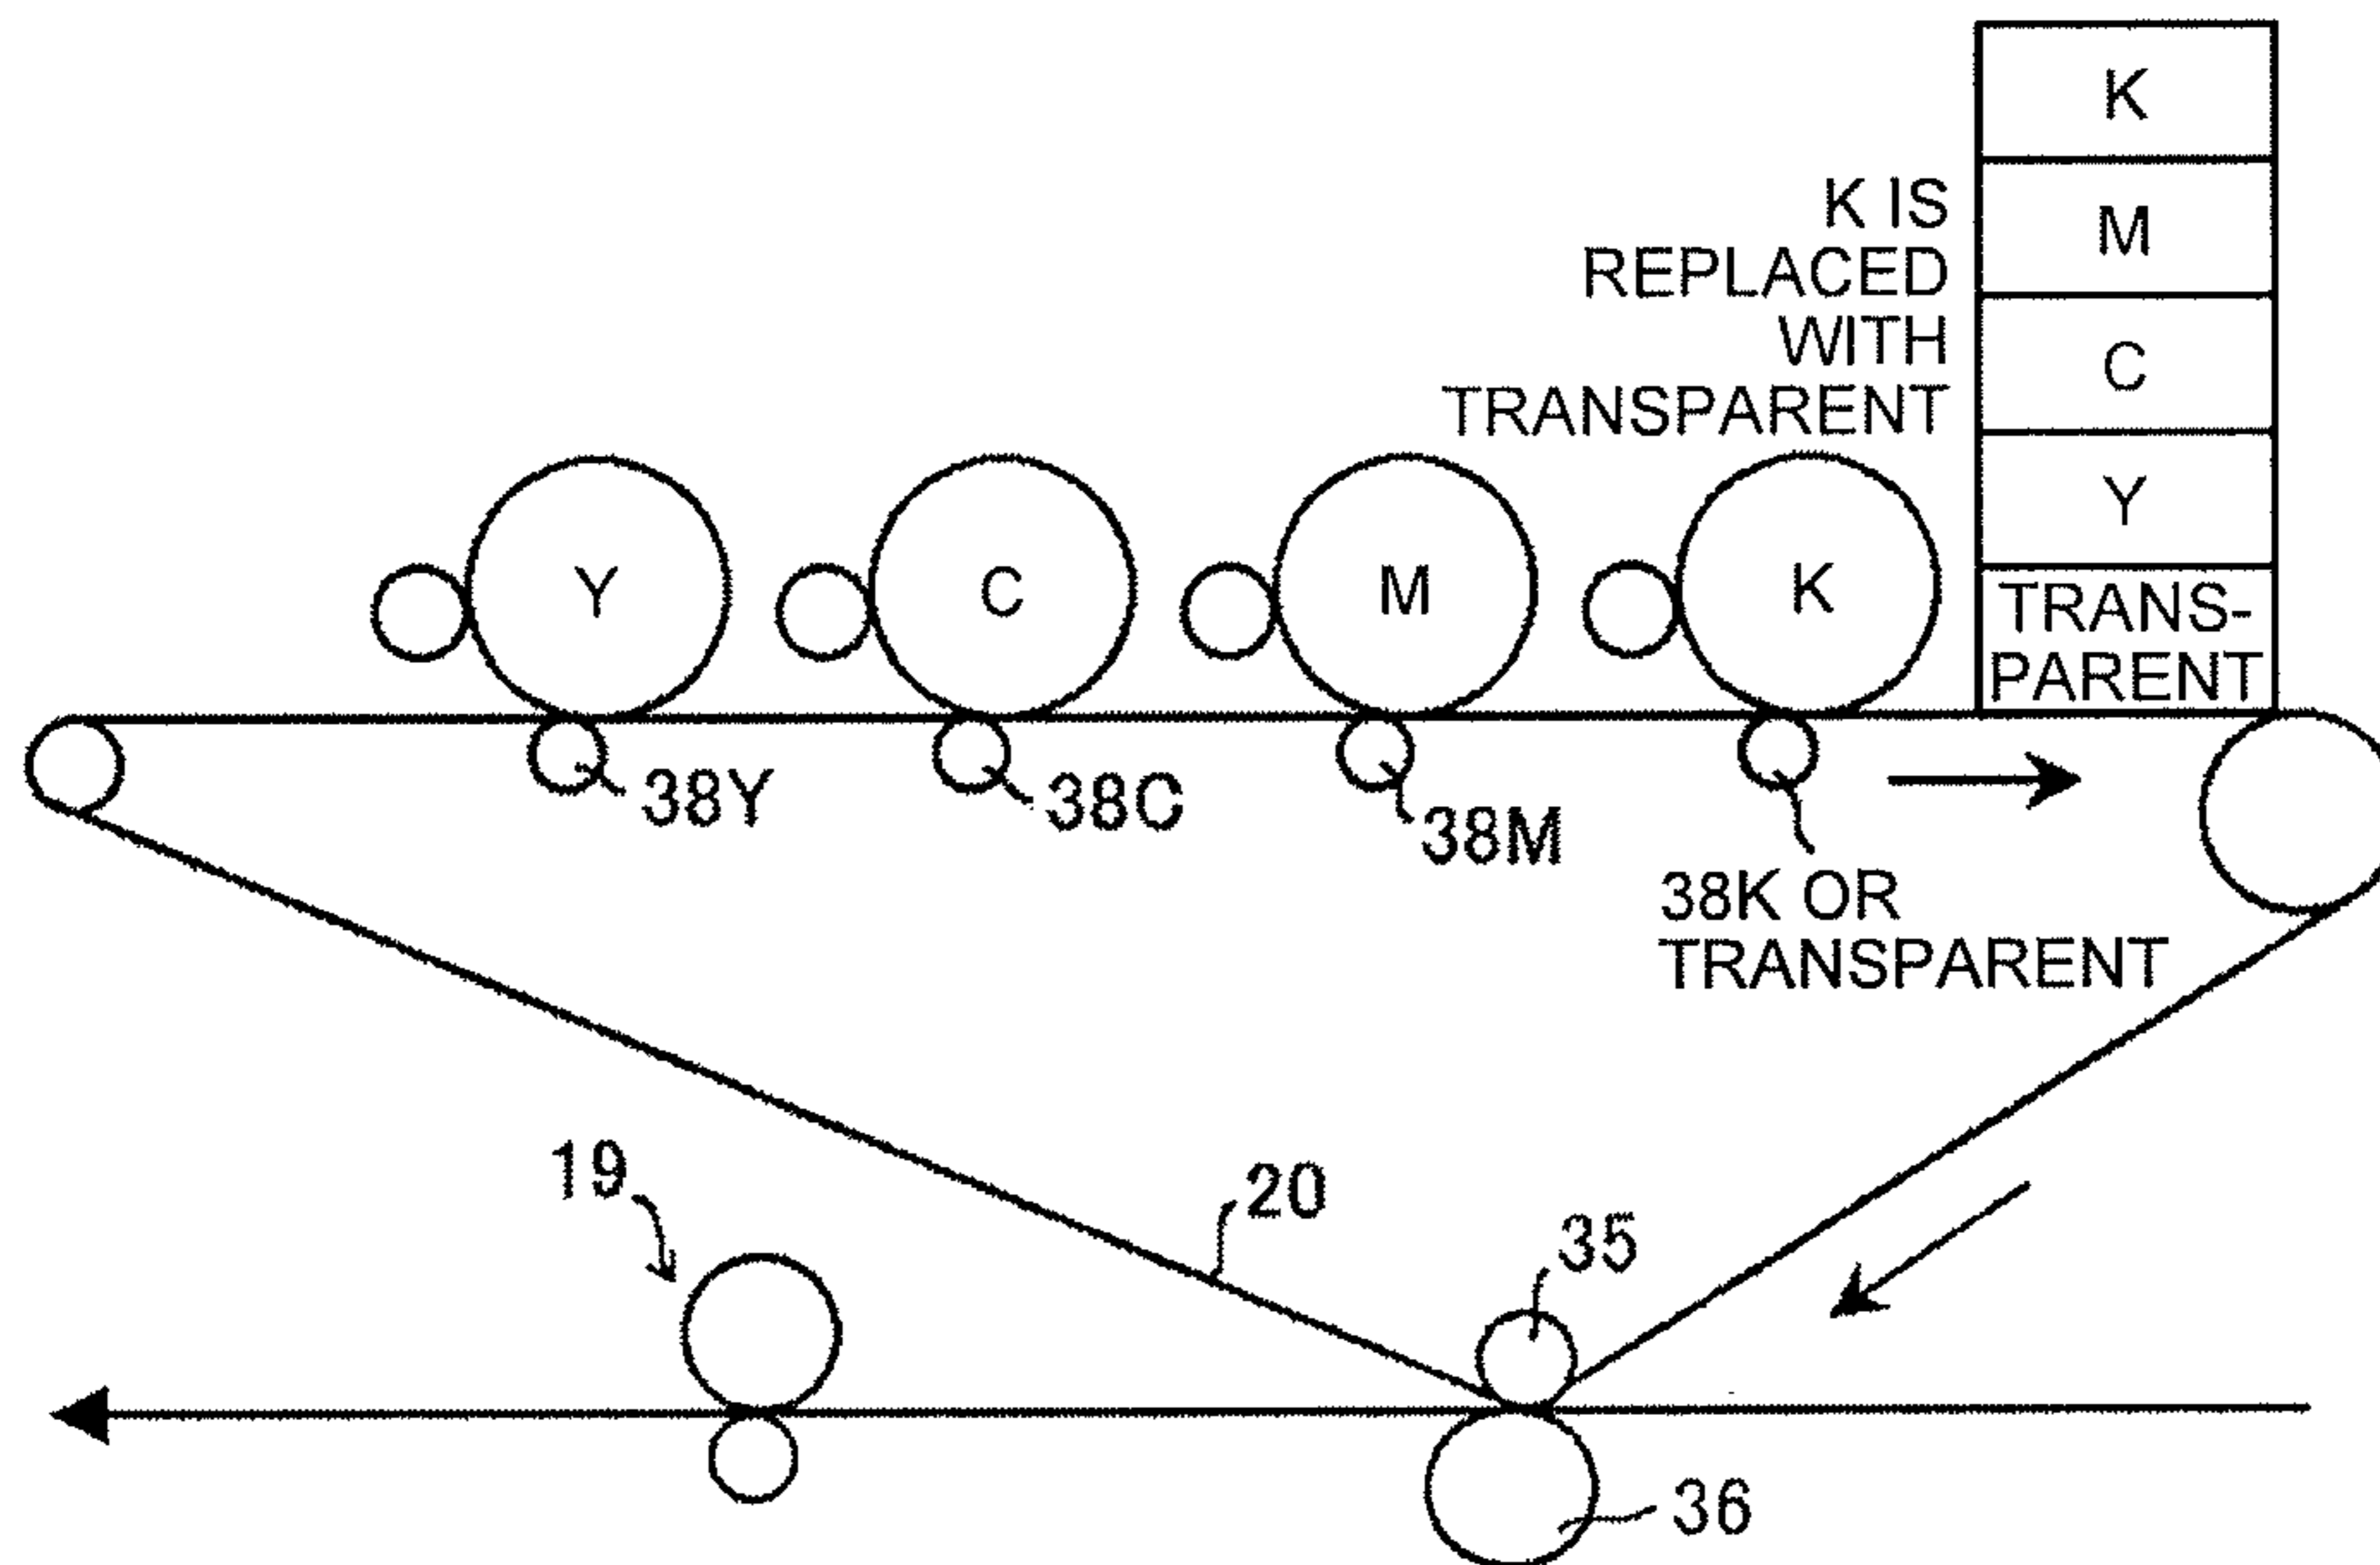 K
M
C
Y
TRANS-
PARENT
K IS
REPLACED
WITH
TRANSPARENT
Y
C
M
K
38Y
38C
38M
38K OR
TRANSPARENT
19
20
35
36